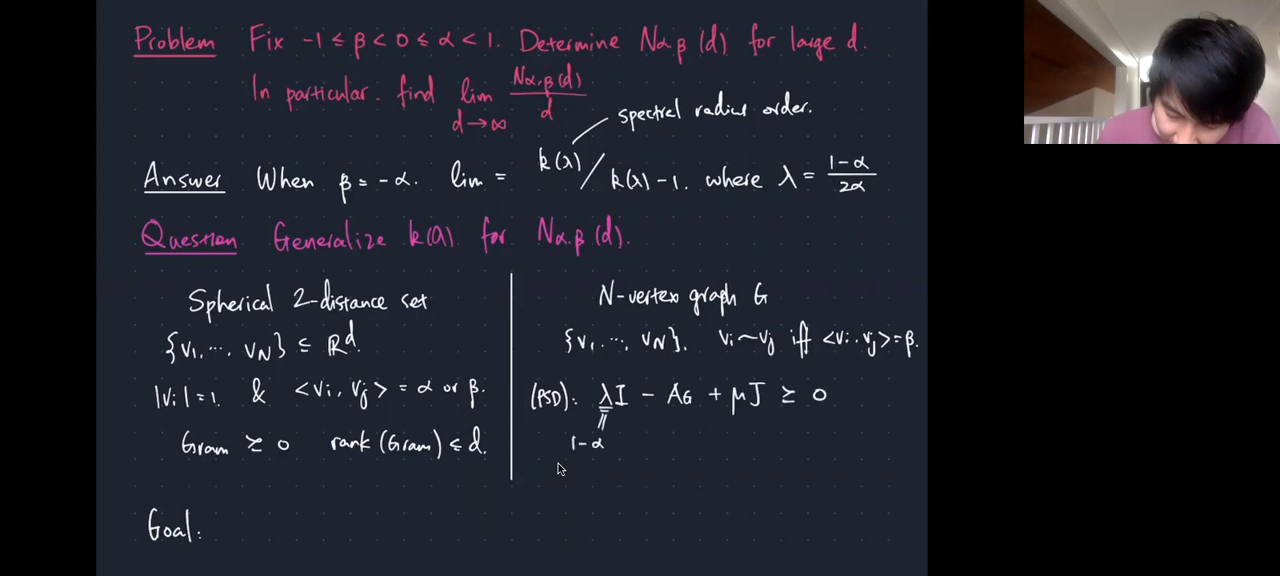 Problem Fix -1 ≤ β < 0 ≤ α < 1. Determine Nα,β (d) for large d.
In particular, find lim d→∞ Nα,β(d) / d
spectral radius order.
Answer When β = -α. lim = k(λ) / k(λ)-1. where λ = 1-α / 2α
Question Generalize k(λ) for Nα,β (d).
Spherical 2-distance set
{v1, ..., vN} ⊆ ℝᵈ.
|vi| = 1 & <vi, vj> = α or β.
Gram ≥ 0 rank (Gram) ≤ d.
N-vertex graph G
{v1, ..., vN}, vi ~ vj iff <vi, vj> = β.
(PSD): λI - AG + μJ ≥ 0
||
1-α
Goal: